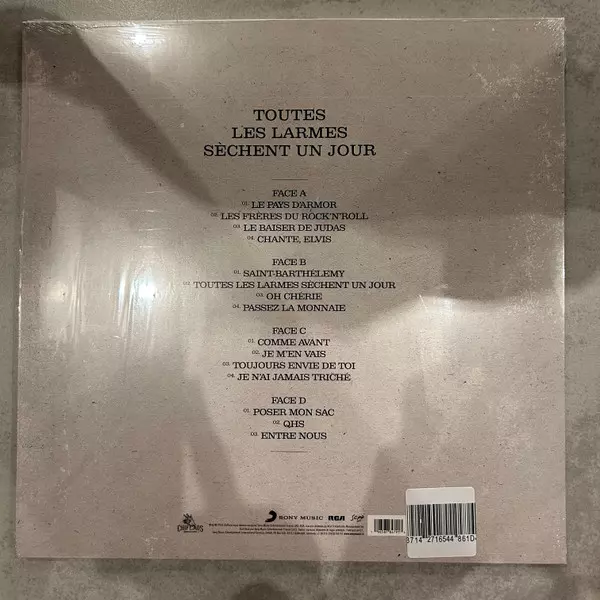 TOUTES
LES LARMES
SÈCHENT UN JOUR
FACE A
01. LE PAYS D'ARMOR
02. LES FRÈRES DU ROCK'N'ROLL
03. LE BAISER DE JUDAS
04. CHANTE, ELVIS
FACE B
01. SAINT-BARTHÉLEMY
02. TOUTES LES LARMES SÈCHENT UN JOUR
03. OH CHÉRIE
04. PASSEZ LA MONNAIE
FACE C
01. COMME AVANT
02. JE M'EN VAIS
03. TOUJOURS ENVIE DE TOI
04. JE N'AI JAMAIS TRICHÉ
FACE D
01. POSER MON SAC
02. QHS
03. ENTRE NOUS
SONY MUSIC RCA